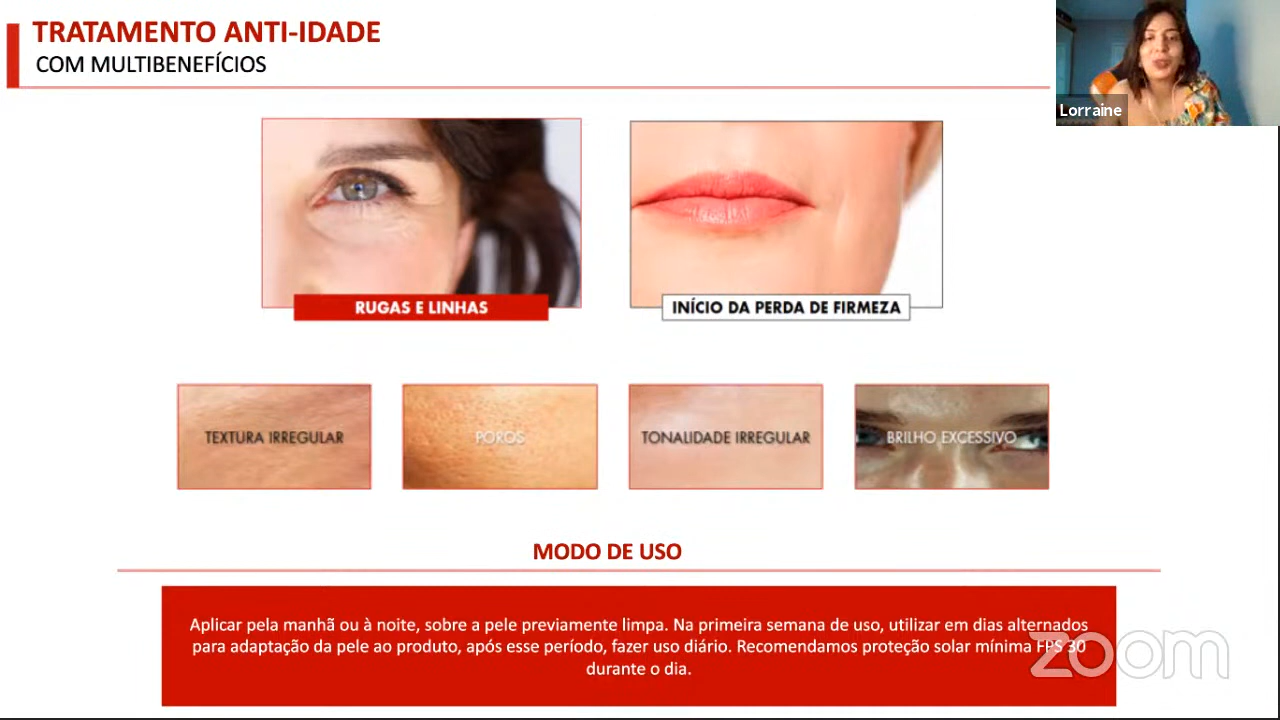 TRATAMENTO ANTI-IDADE
COM MULTIBENEFÍCIOS
Lorraine
RUGAS E LINHAS
INÍCIO DA PERDA DE FIRMEZA
TEXTURA IRREGULAR
POROS
TONALIDADE IRREGULAR
BRILHO EXCESSIVO
MODO DE USO
Aplicar pela manhã ou à noite, sobre a pele previamente limpa. Na primeira semana de uso, utilizar em dias alternados
para adaptação da pele ao produto, após esse período, fazer uso diário. Recomendamos proteção solar mínima FPS 30
durante o dia.
zoom